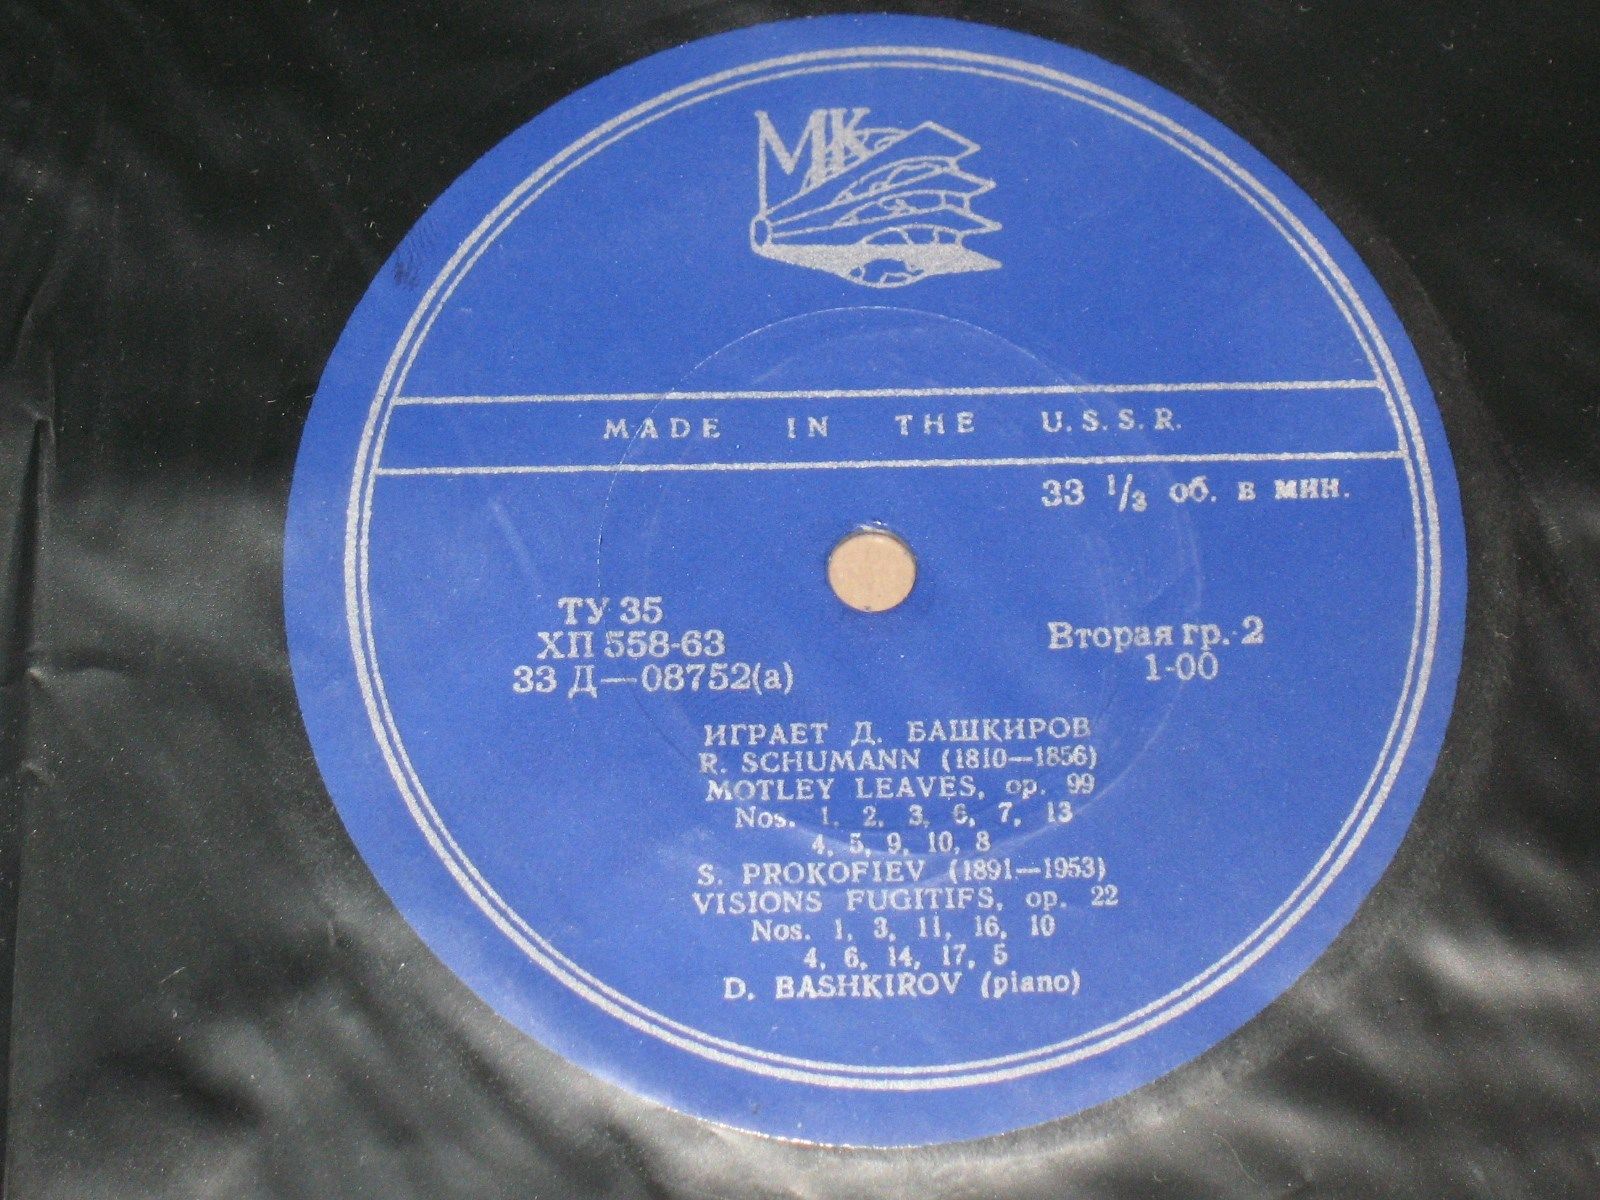 МК
MADE IN THE U.S.S.R.
33 1/3 об. в мин.
ТУ 35
ХП 558-63
33 Д—08752(а)
Вторая гр. 2
1-00
ИГРАЕТ Д. БАШКИРОВ
R. SCHUMANN (1810—1856)
MOTLEY LEAVES, op. 99
Nos. 1, 2, 3, 6, 7, 13
4, 5, 9, 10, 8
S. PROKOFIEV (1891—1953)
VISIONS FUGITIFS, op. 22
Nos. 1, 3, 11, 16, 10
4, 6, 14, 17, 5
D. BASHKIROV (piano)